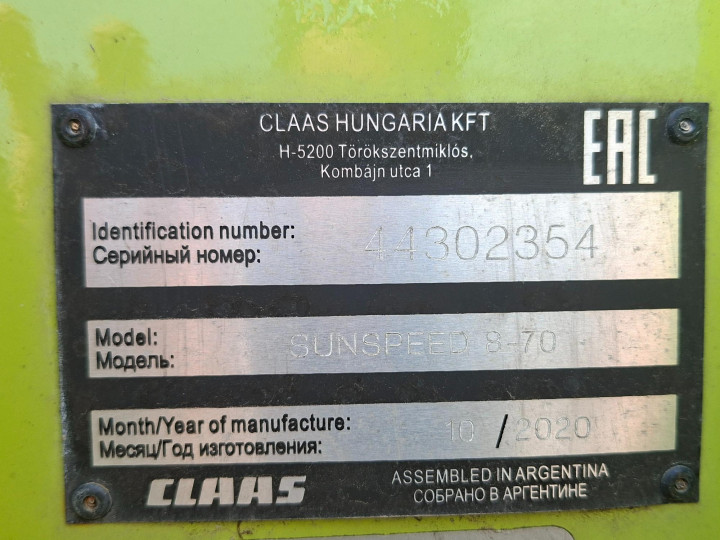 CLAAS HUNGARIA KFT
H-5200 Törökszentmiklós,
Kombájn utca 1
EAC
Identification number: 44302354
Серийный номер:
Model: SUNSPEED 8-70
Модель:
Month/Year of manufacture: 10 / 2020
Месяц/Год изготовления:
CLAAS
ASSEMBLED IN ARGENTINA
СОБРАНО В АРГЕНТИНЕ